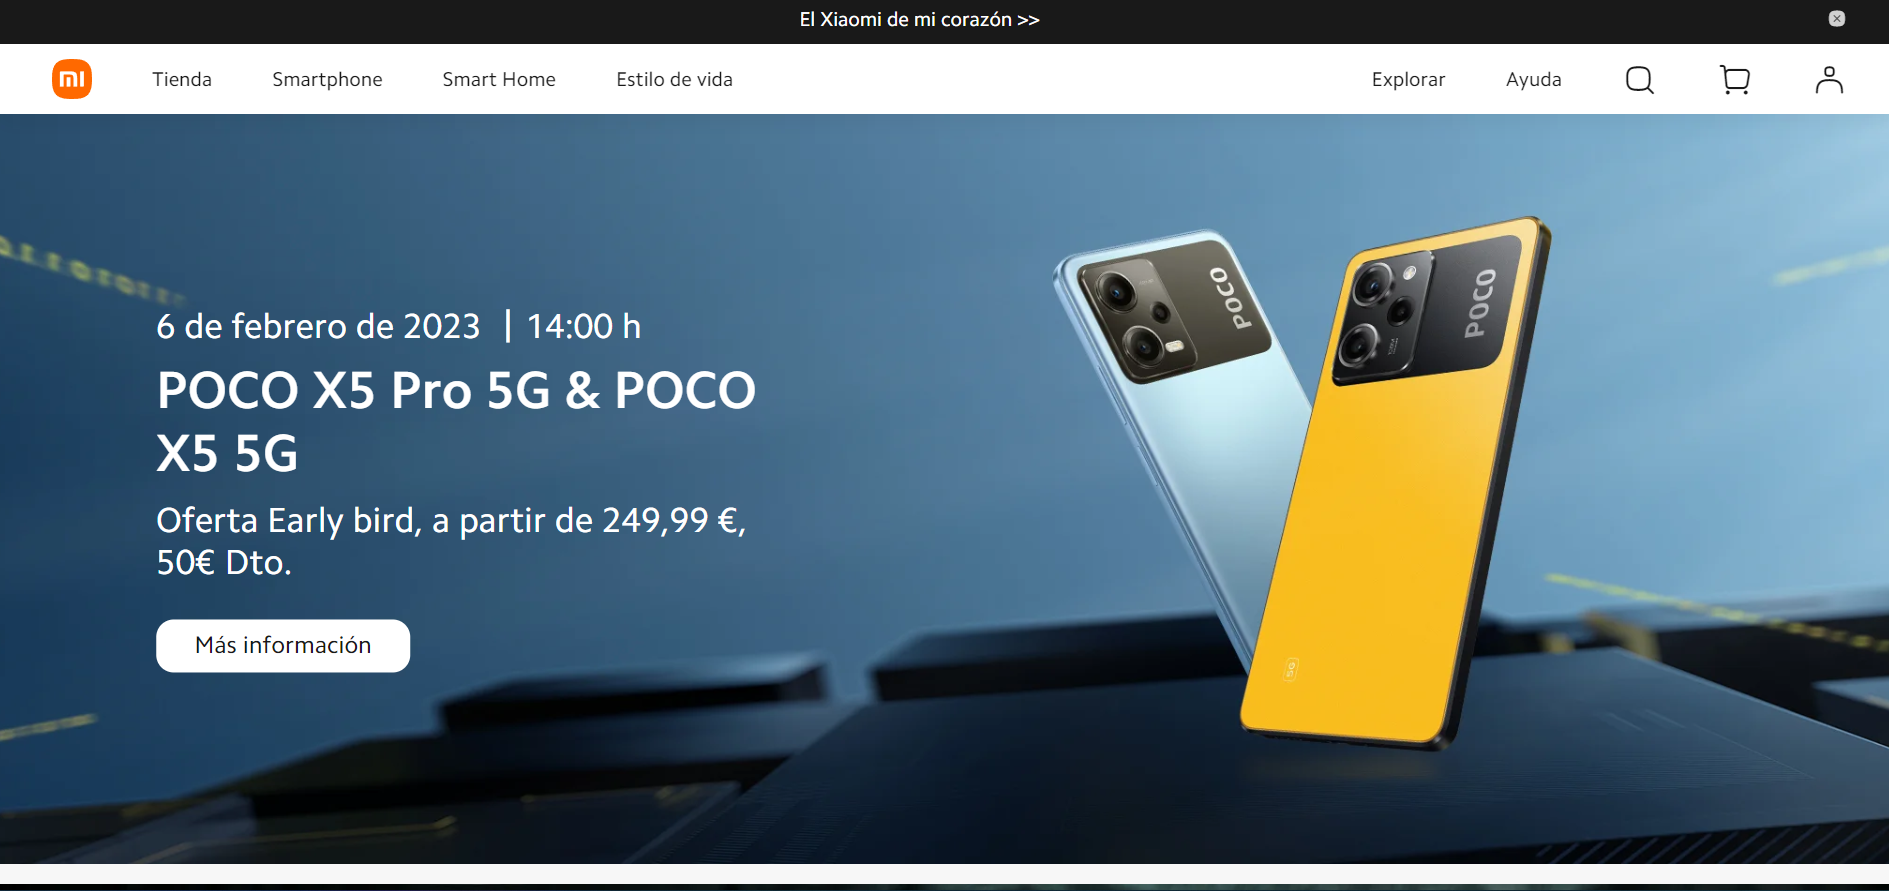 El Xiaomi de mi corazón >>
mi
Tienda
Smartphone
Smart Home
Estilo de vida
Explorar
Ayuda
6 de febrero de 2023 | 14:00 h
POCO X5 Pro 5G & POCO
X5 5G
Oferta Early bird, a partir de 249,99 €,
50€ Dto.
Más información
POCO
POCO
5G